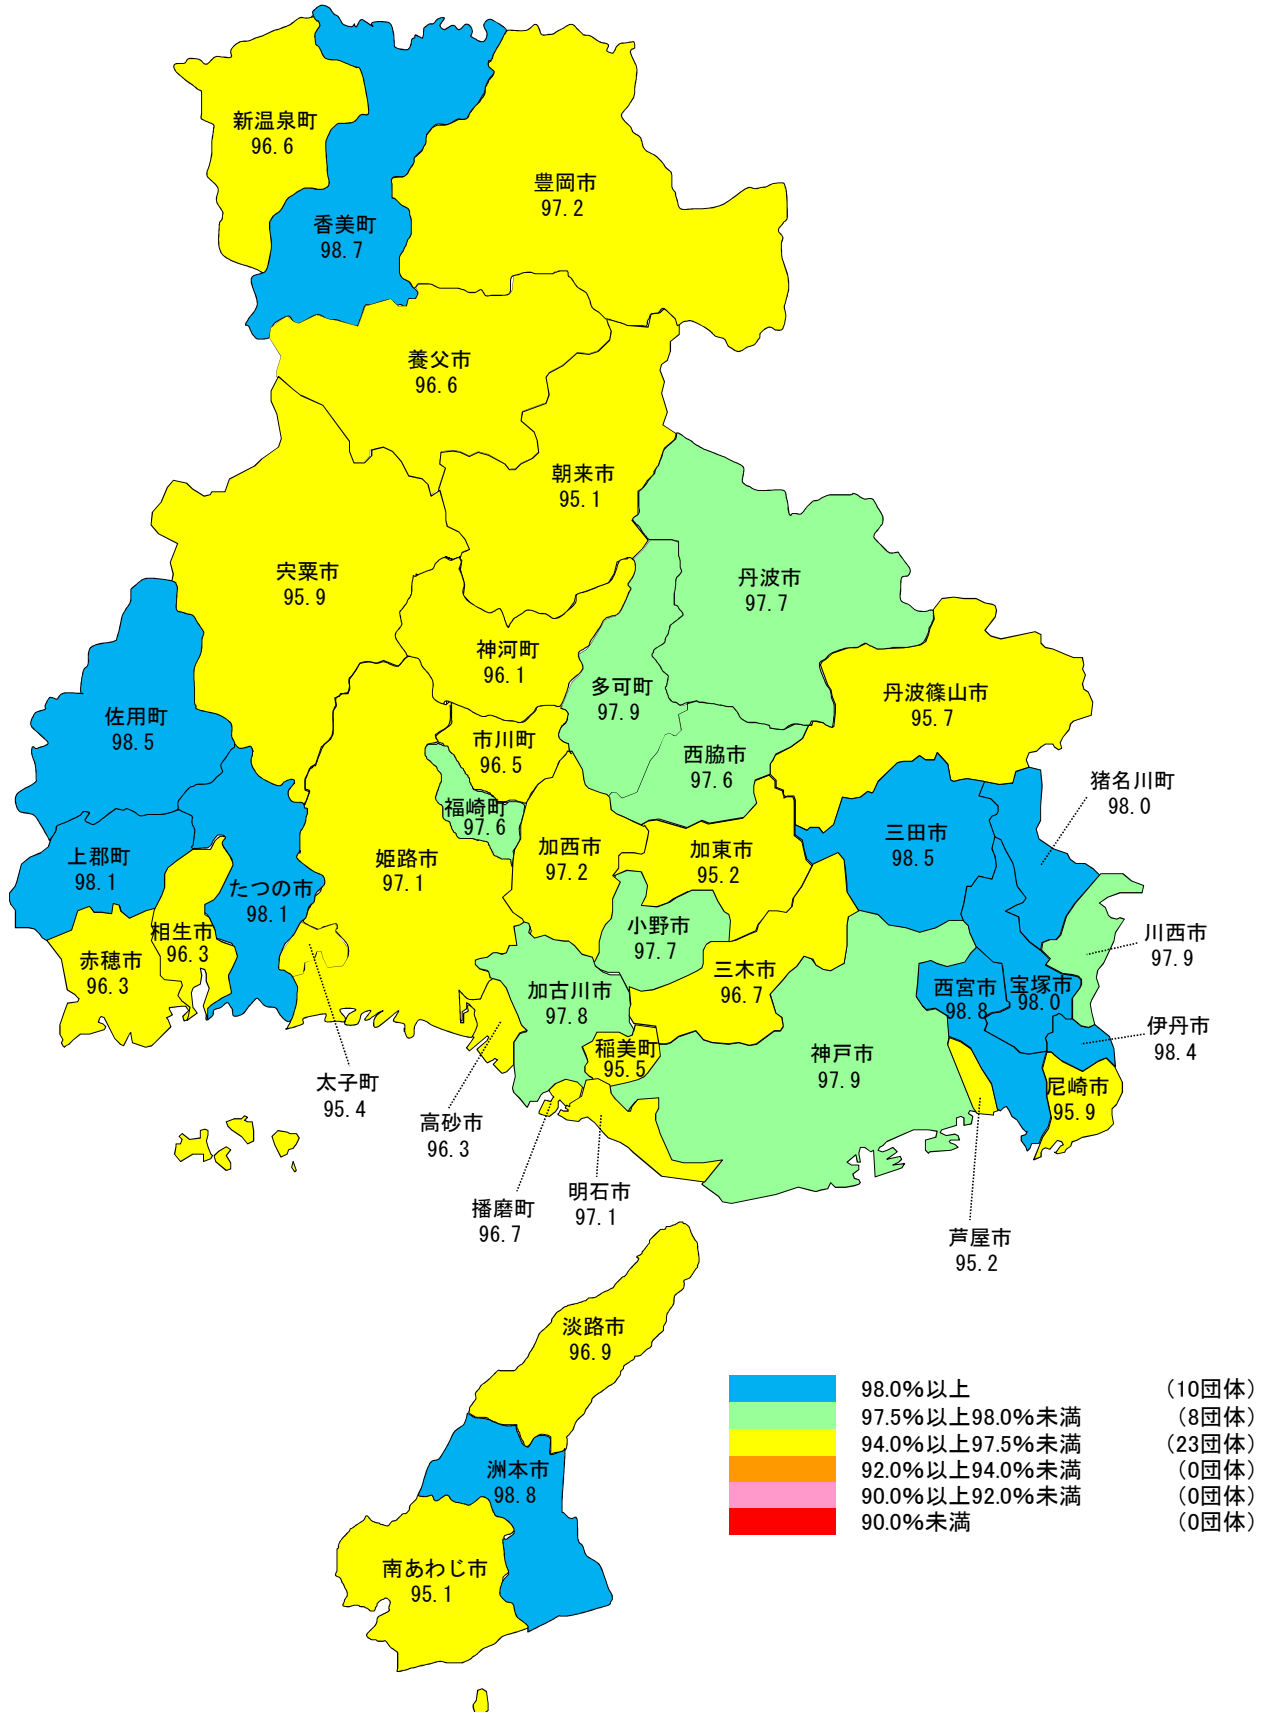 新温泉町
96.6
香美町
98.7
豊岡市
97.2
養父市
96.6
朝来市
95.1
宍粟市
95.9
丹波市
97.7
神河町
96.1
多可町
97.9
丹波篠山市
95.7
佐用町
98.5
市川町
96.5
西脇市
97.6
猪名川町
98.0
福崎町
97.6
三田市
98.5
上郡町
98.1
姫路市
97.1
加西市
97.2
加東市
95.2
たつの市
98.1
相生市
96.3
赤穂市
96.3
小野市
97.7
川西市
97.9
三木市
96.7
加古川市
97.8
西宮市
98.8
宝塚市
98.0
伊丹市
98.4
稲美町
95.5
神戸市
97.9
太子町
95.4
尼崎市
95.9
高砂市
96.3
播磨町
96.7
明石市
97.1
芦屋市
95.2
淡路市
96.9
洲本市
98.8
南あわじ市
95.1
98.0%以上 (10団体)
97.5%以上98.0%未満 (8団体)
94.0%以上97.5%未満 (23団体)
92.0%以上94.0%未満 (0団体)
90.0%以上92.0%未満 (0団体)
90.0%未満 (0団体)